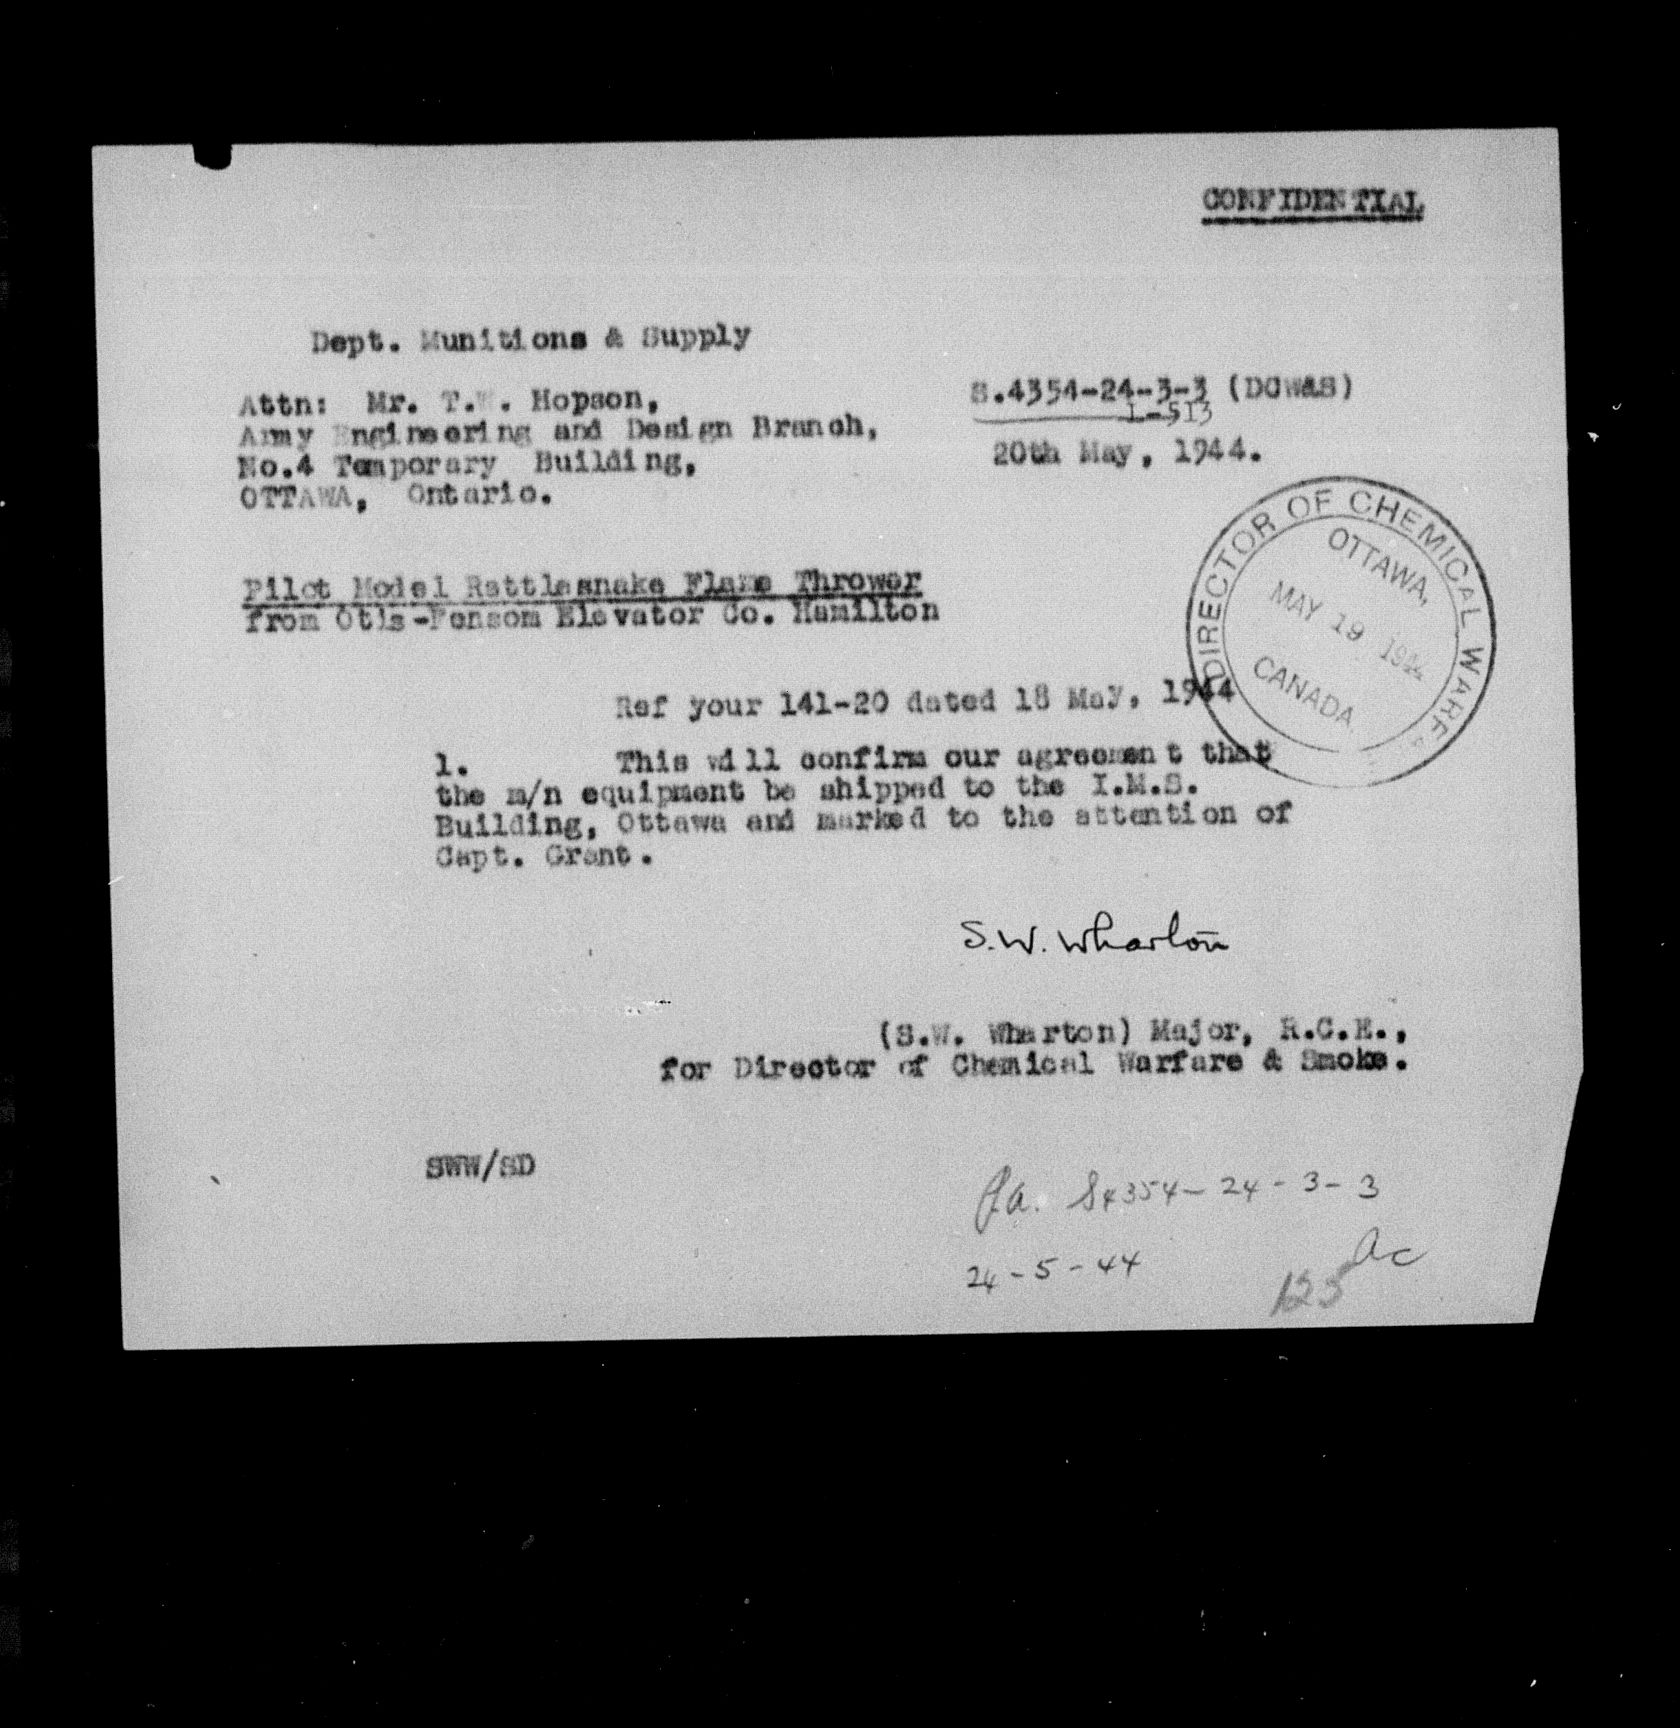 CONFIDENTIAL
Dept. Munitions & Supply
Attn: Mr. T.W. Hopson,
Army Engineering and Design Branch,
No.4 Temporary Building,
OTTAWA, Ontario.
S.4354-24-3-3 (DCW&S)
L-513
20th May, 1944.
DIRECTOR OF CHEMICAL WARFA
OTTAWA,
MAY 19 1944
CANADA
Pilot Model Rattlesnake Flame Thrower
from Otis-Fensom Elevator Co. Hamilton
Ref your 141-20 dated 18 May, 1944
1. This will confirm our agreement that
the m/n equipment be shipped to the I.M.S.
Building, Ottawa and marked to the attention of
Capt. Grant.
S.W. Wharton
(S.W. Wharton) Major, R.C.E.,
for Director of Chemical Warfare & Smoke.
SWW/SD
S4354-24-3-3
24-5-44
123